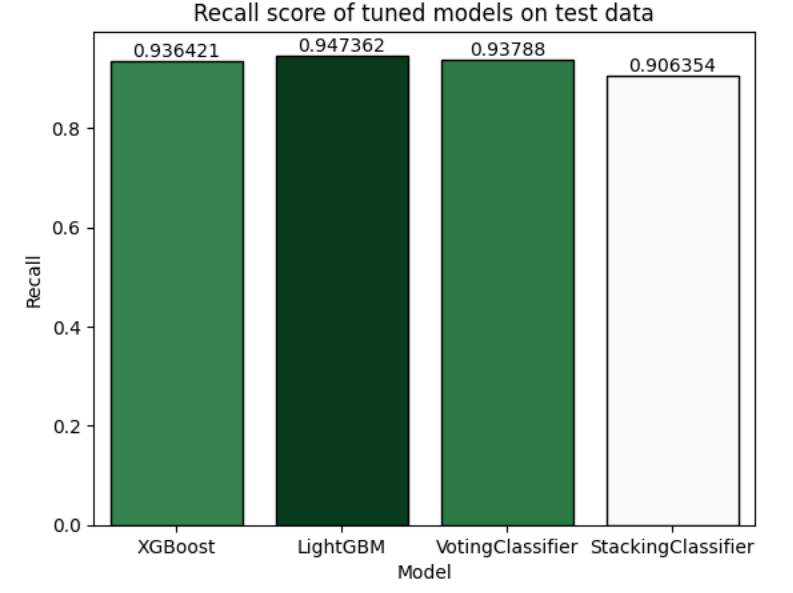 Recall score of tuned models on test data
0.936421
0.947362
0.93788
0.906354
0.8
0.6
0.4
0.2
0.0
Recall
XGBoost
LightGBM
VotingClassifier
StackingClassifier
Model